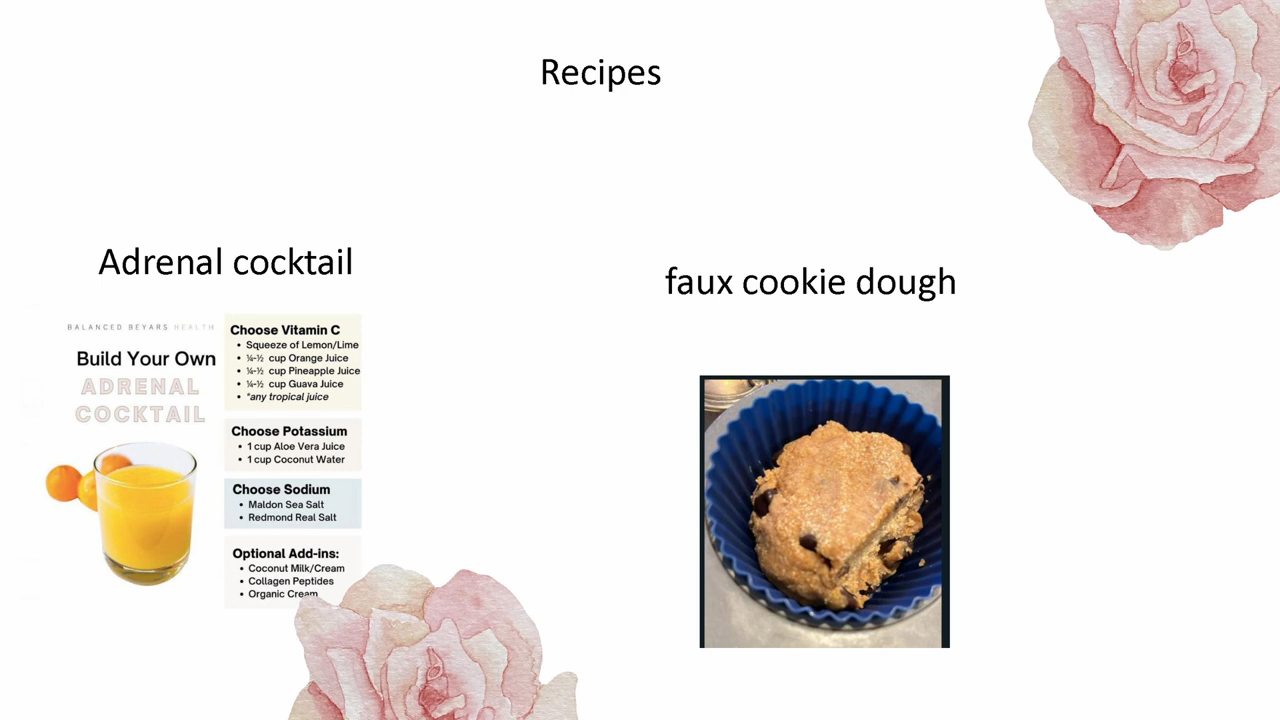 Recipes
Adrenal cocktail
faux cookie dough
BALANCED BEYARS HEALTH
Build Your Own
ADRENAL
COCKTAIL
Choose Vitamin C
• Squeeze of Lemon/Lime
• ¼-½ cup Orange Juice
• ¼-½ cup Pineapple Juice
• ¼-½ cup Guava Juice
• *any tropical juice
Choose Potassium
• 1 cup Aloe Vera Juice
• 1 cup Coconut Water
Choose Sodium
• Maldon Sea Salt
• Redmond Real Salt
Optional Add-ins:
• Coconut Milk/Cream
• Collagen Peptides
• Organic Cream